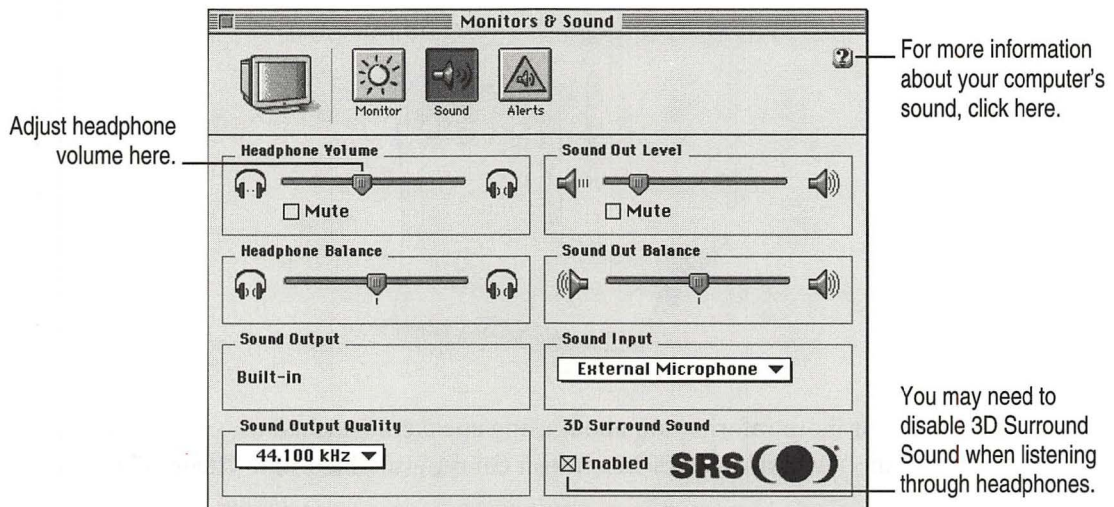 Monitors & Sound
Monitor
Sound
Alerts
?
For more information
about your computer's
sound, click here.
Adjust headphone
volume here.
Headphone Volume
Mute
Sound Out Level
Mute
Headphone Balance
Sound Out Balance
Sound Output
Built-in
Sound Input
External Microphone
Sound Output Quality
44.100 kHz
3D Surround Sound
Enabled
SRS
You may need to
disable 3D Surround
Sound when listening
through headphones.